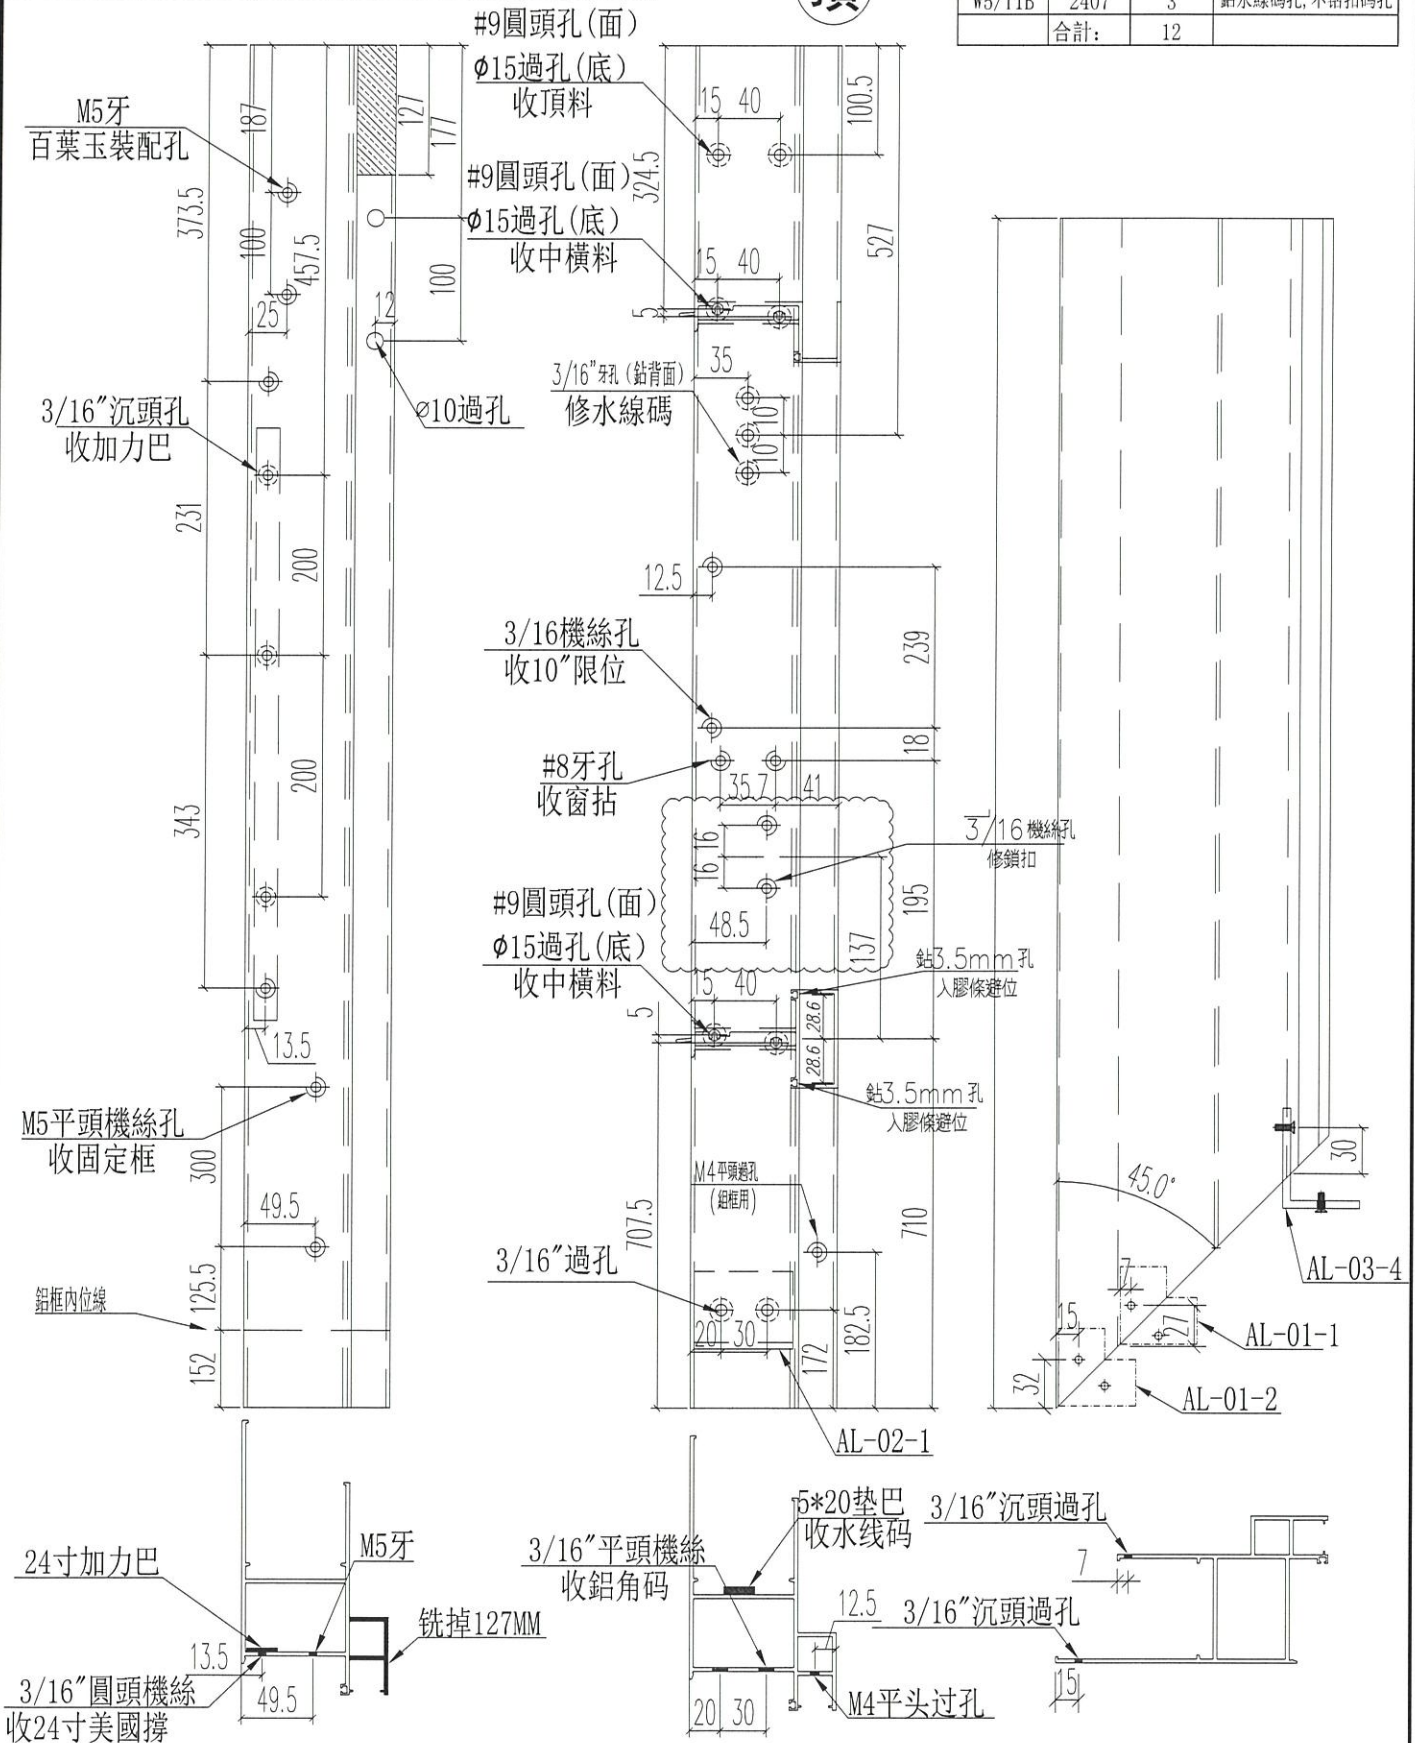 W5/11B 2407 3
合計: 12
#9圓頭孔(面)
ϕ15過孔(底)
收頂料
M5牙
百葉玉裝配孔
187
127
177
15 40
100.5
324.5
373.5
100
457.5
25
12
100
#9圓頭孔(面)
ϕ15過孔(底)
收中橫料
15 40
5
527
3/16"沉頭孔
收加力巴
∅10過孔
3/16"牙孔(鉆背面)
修水線碼
35
10
10
231
200
12.5
239
3/16機絲孔
收10"限位
18
#8牙孔
收窗拈
35.7 41
343
200
16
16
3/16機絲孔
修鎖扣
48.5
195
137
#9圓頭孔(面)
ϕ15過孔(底)
收中橫料
15 40
5
鉆3.5mm孔
入膠條避位
28.6
28.6
13.5
鉆3.5mm孔
入膠條避位
M5平頭機絲孔
收固定框
300
49.5
M4平頭過孔
(組框用)
707.5
710
45.0°
30
3/16"過孔
AL-03-4
鋁框內位線
125.5
152
20 30
172
182.5
7
15
27
32
AL-01-1
AL-01-2
AL-02-1
24寸加力巴
M5牙
铣掉127MM
13.5
49.5
3/16"圓頭機絲
收24寸美國撐
3/16"平頭機絲
收鋁角码
5*20垫巴
收水线码
12.5
20 30
M4平头过孔
3/16"沉頭過孔
7
3/16"沉頭過孔
15